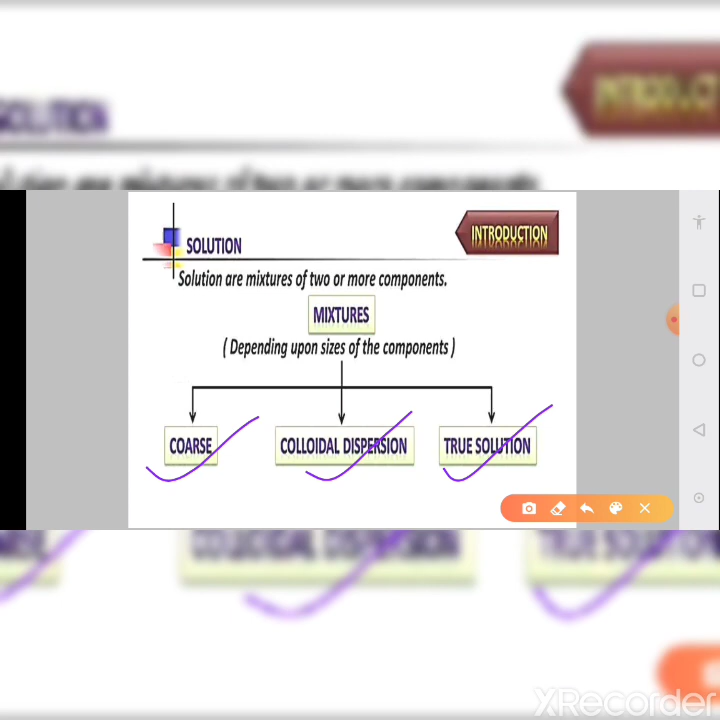 INTRODUCTION
SOLUTION
Solution are mixtures of two or more components.
MIXTURES
( Depending upon sizes of the components )
COARSE
COLLOIDAL DISPERSION
TRUE SOLUTION
XRecorder